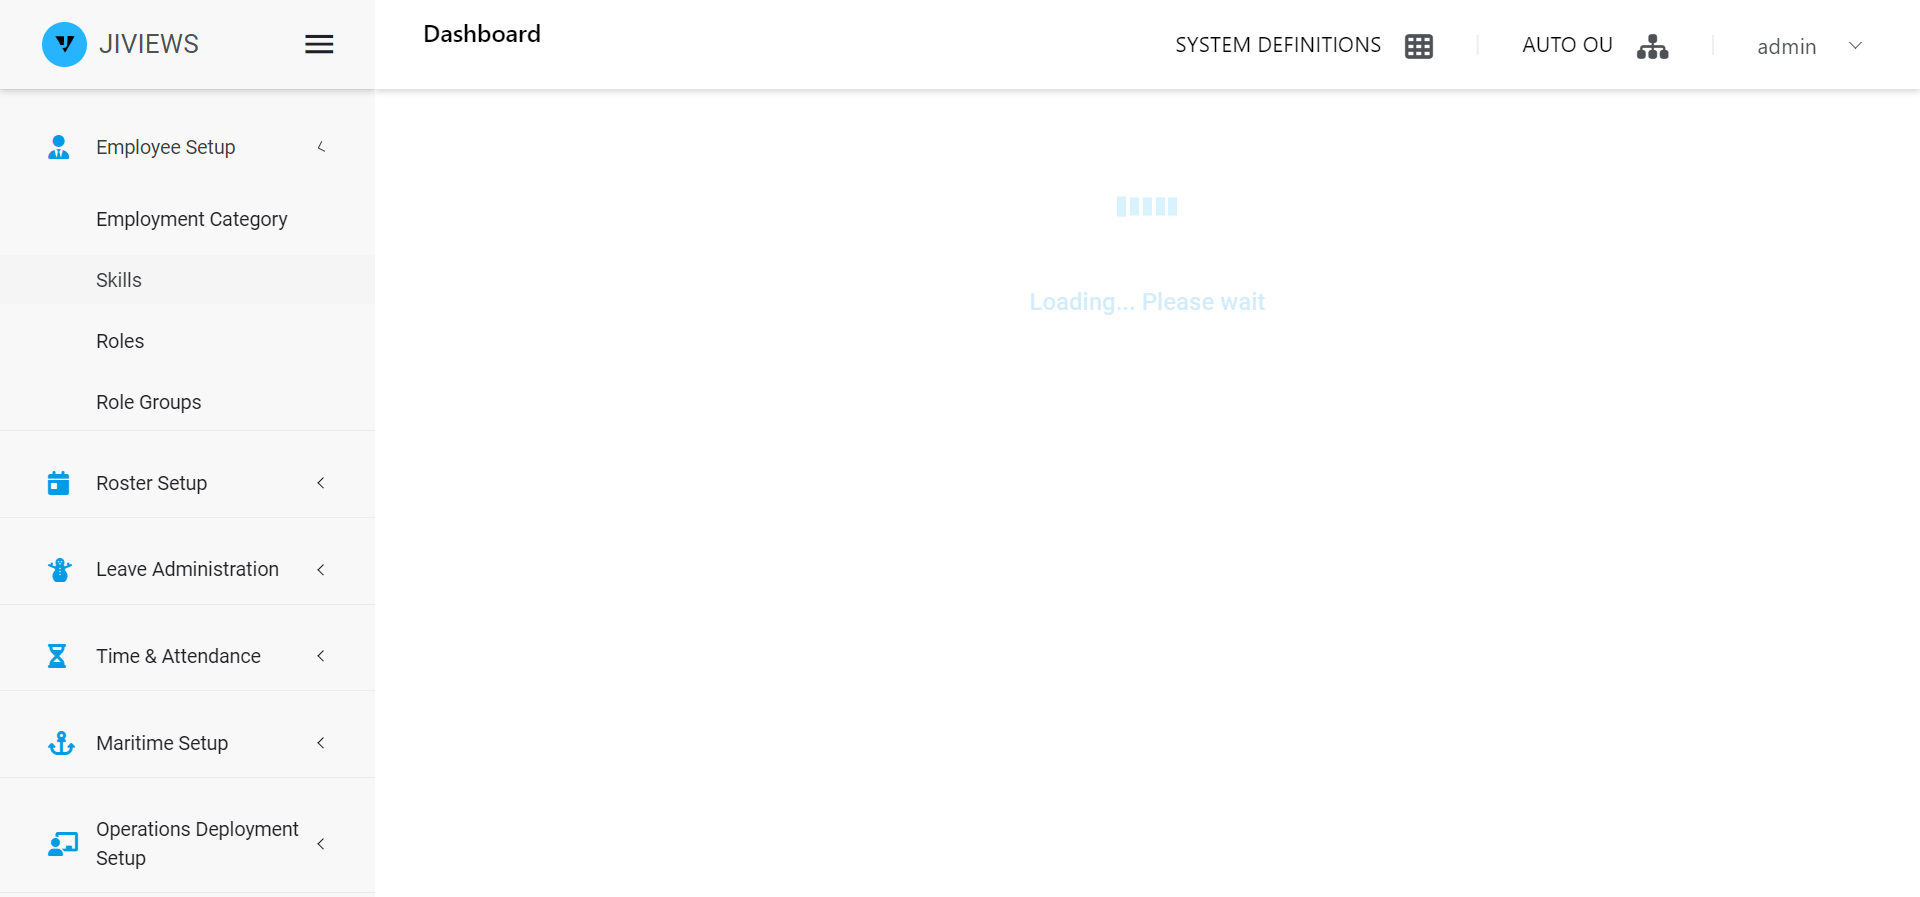 JIVIEWS
Dashboard
SYSTEM DEFINITIONS
AUTO OU
admin
Employee Setup
Employment Category
Skills
Roles
Role Groups
Roster Setup
Leave Administration
Time & Attendance
Maritime Setup
Operations Deployment
Setup
Loading... Please wait